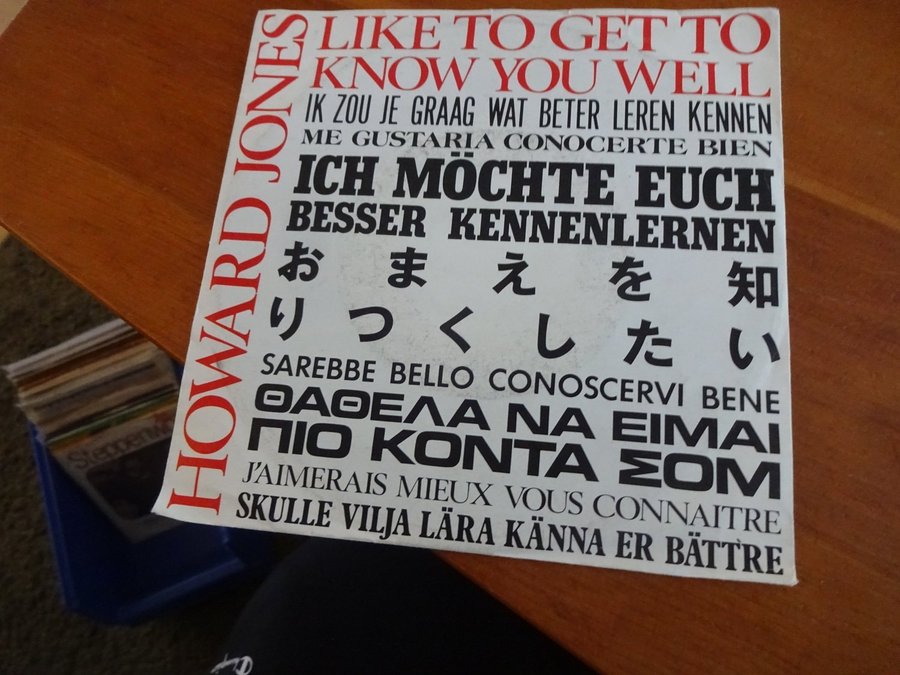 HOWARD JONES
LIKE TO GET TO
KNOW YOU WELL
IK ZOU JE GRAAG WAT BETER LEREN KENNEN
ME GUSTARIA CONOCERTE BIEN
ICH MÖCHTE EUCH
BESSER KENNENLERNEN
おまえを知
りつくしたい
SAREBBE BELLO CONOSCERVI BENE
ΘΑΘΕΛΑ ΝΑ ΕΙΜΑΙ
ΠΙΟ ΚΟΝΤΑ ΣΟΜ
J'AIMERAIS MIEUX VOUS CONNAITRE
SKULLE VILJA LÄRA KÄNNA ER BÄTTRE